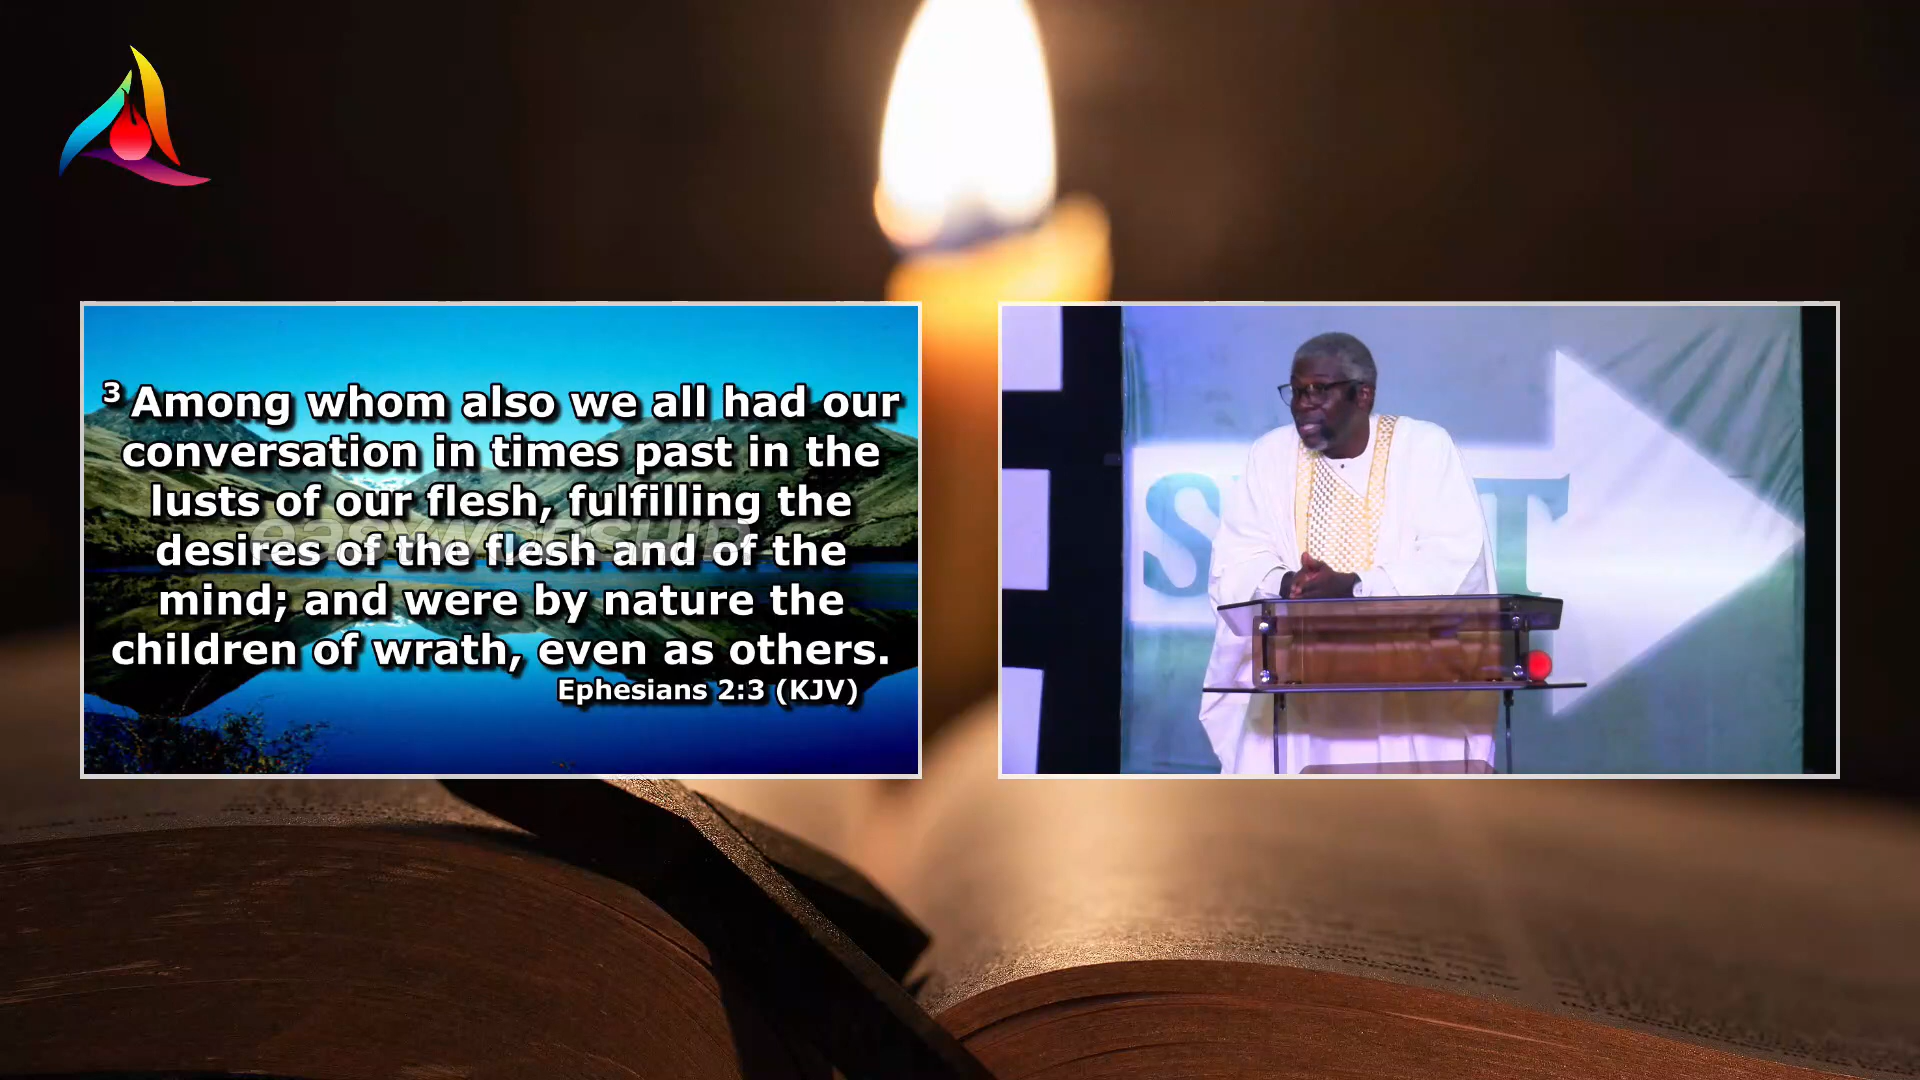 3 Among whom also we all had our
conversation in times past in the
lusts of our flesh, fulfilling the
desires of the flesh and of the
mind; and were by nature the
children of wrath, even as others.
Ephesians 2:3 (KJV)
easyworship